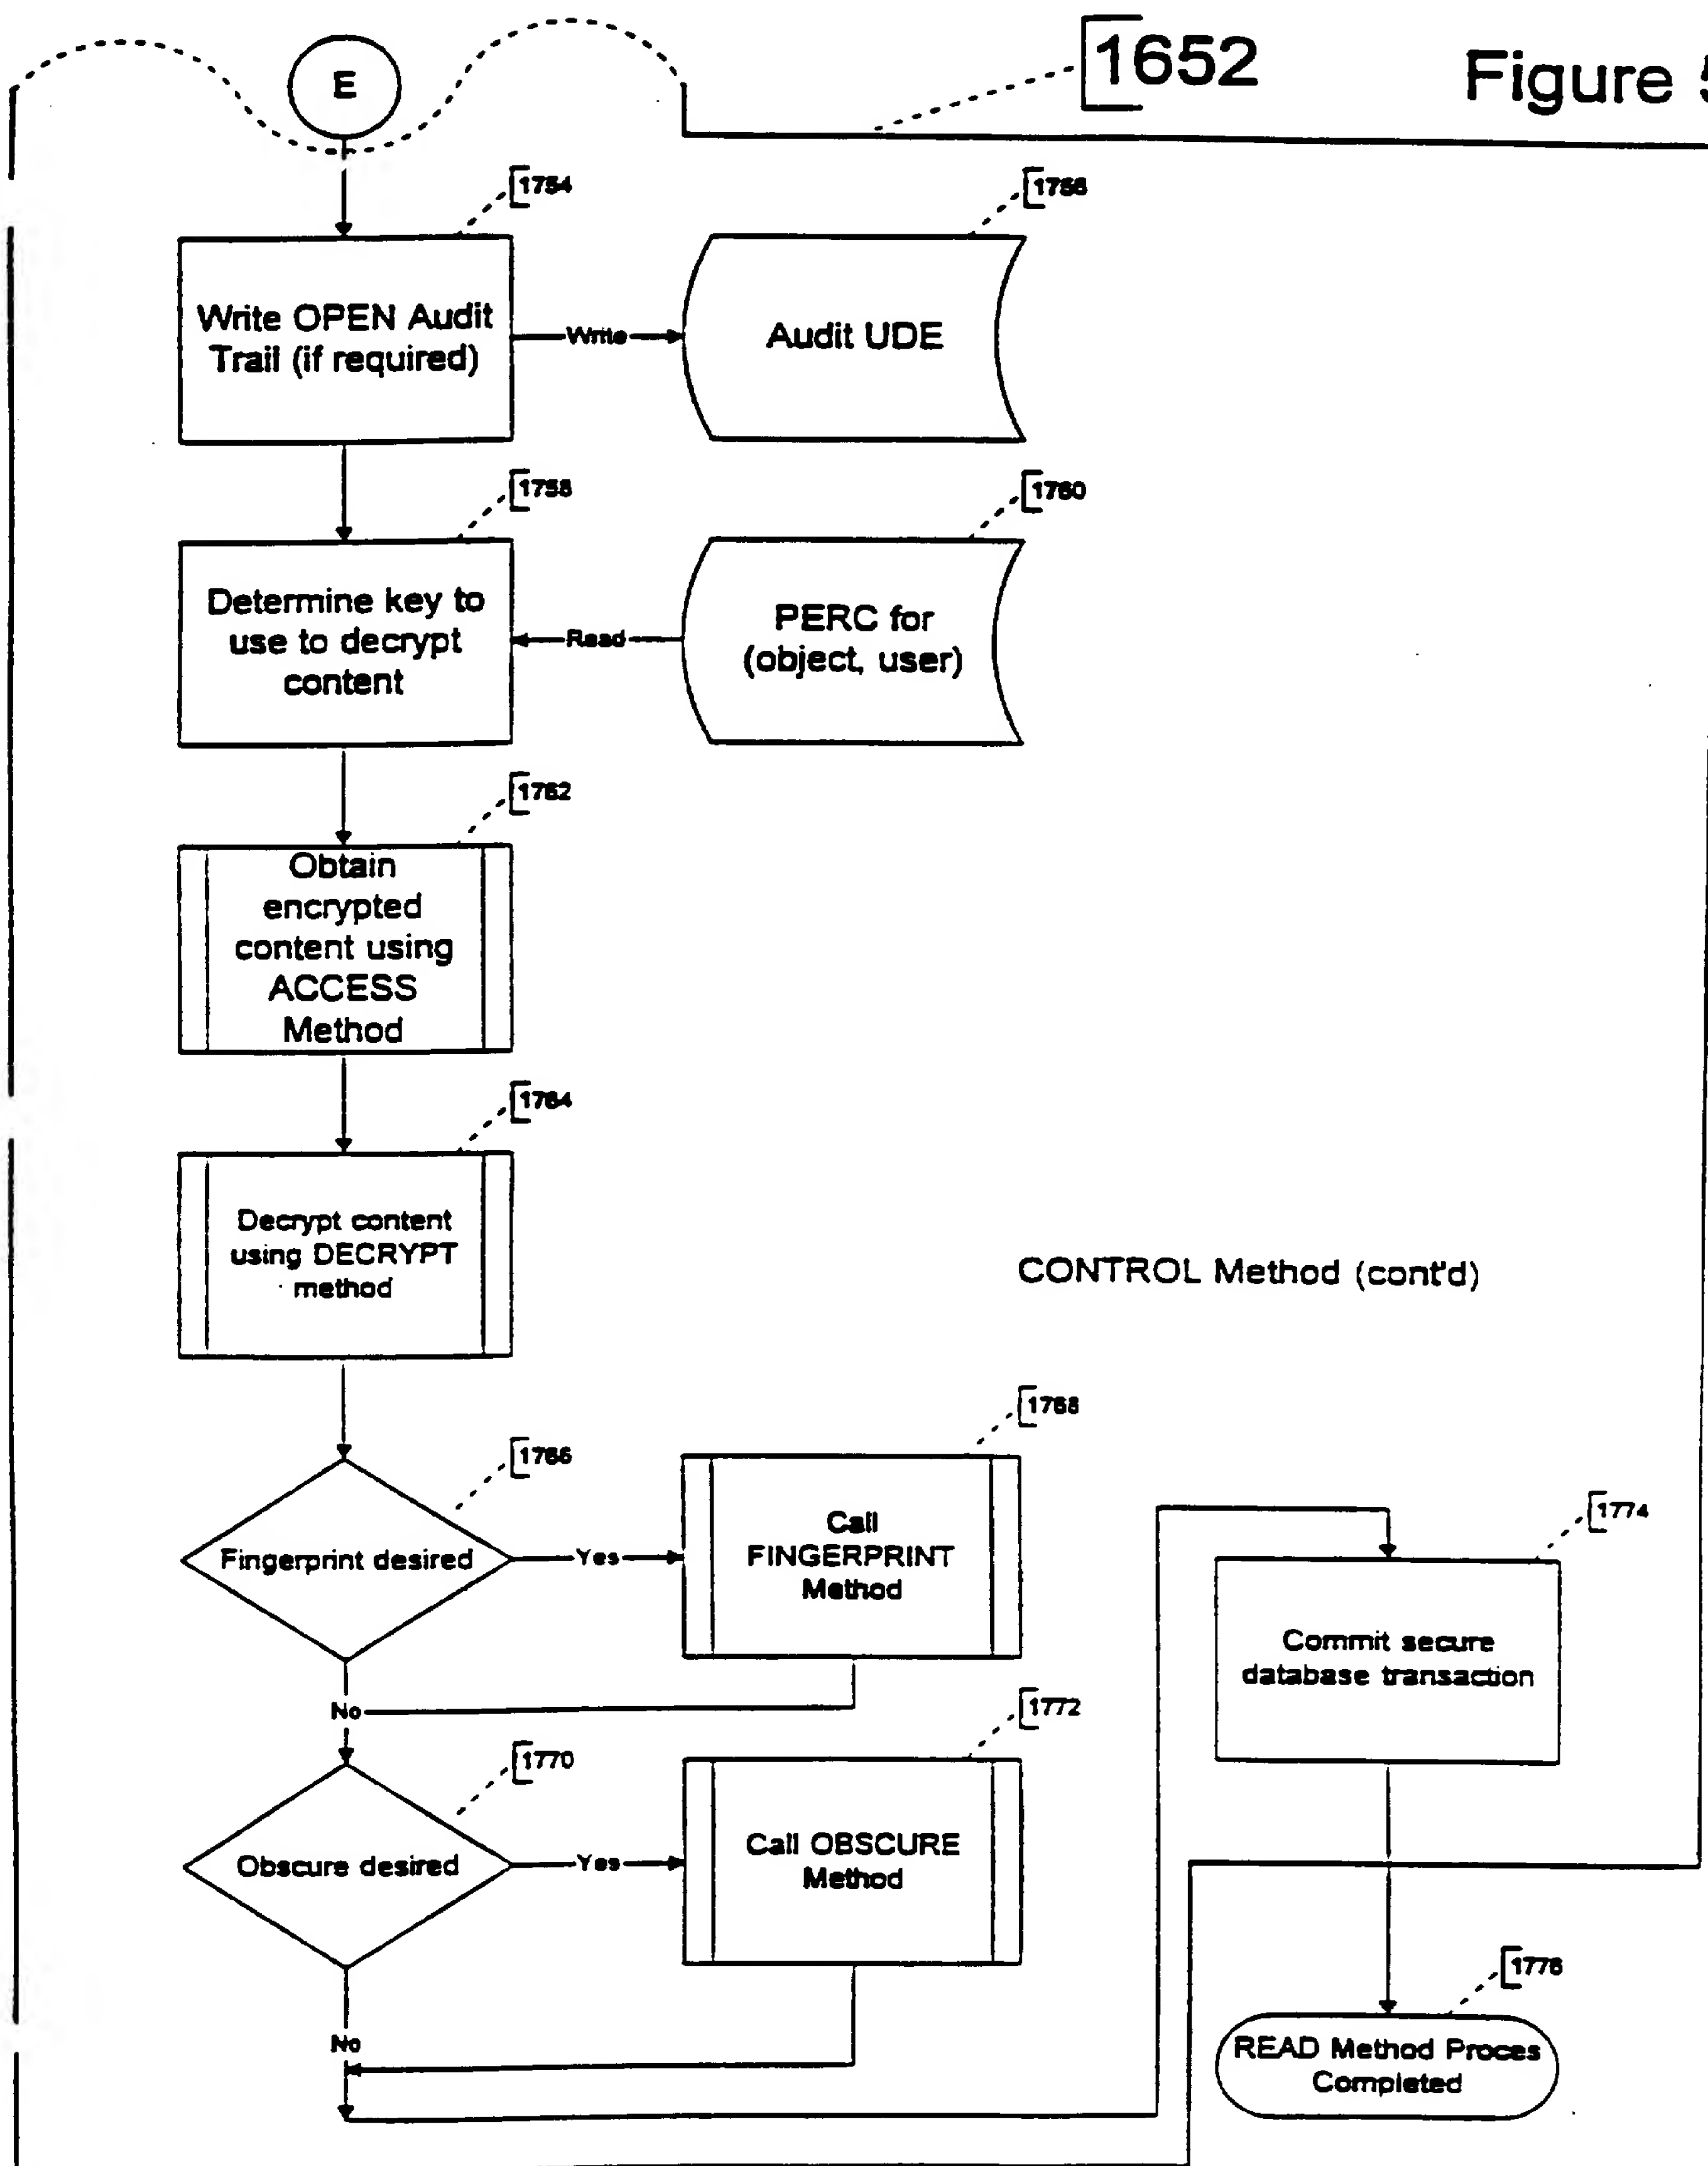 E
1652
Figure 5
1754
1756
Write OPEN Audit
Trail (if required)
Write
Audit UDE
1758
1760
Determine key to
use to decrypt
content
Read
PERC for
(object, user)
1762
Obtain
encrypted
content using
ACCESS
Method
1764
Decrypt content
using DECRYPT
method
CONTROL Method (cont'd)
1766
1768
Fingerprint desired
Yes
Call
FINGERPRINT
Method
1774
Commit secure
database transaction
No
1770
1772
Obscure desired
Yes
Call OBSCURE
Method
1776
No
READ Method Proces
Completed